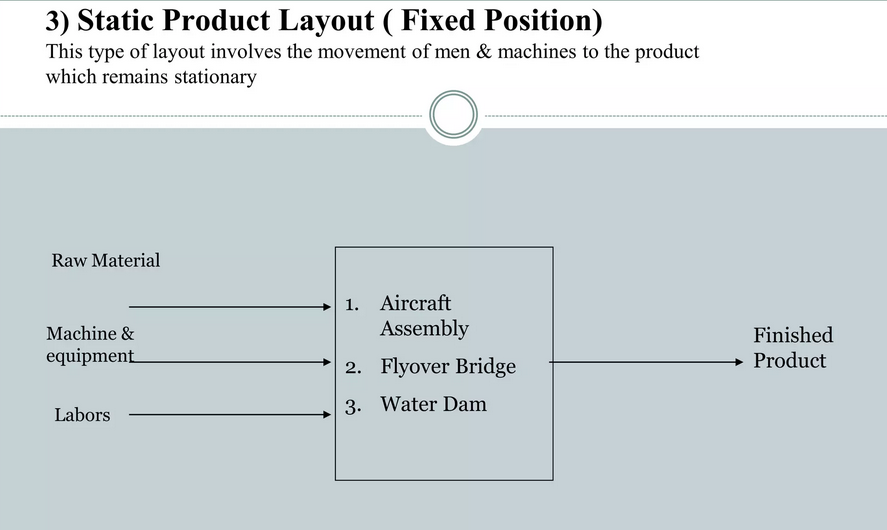 3) Static Product Layout ( Fixed Position)
This type of layout involves the movement of men & machines to the product
which remains stationary
Raw Material
Machine &
equipment
Labors
1. Aircraft
Assembly
2. Flyover Bridge
3. Water Dam
Finished
Product